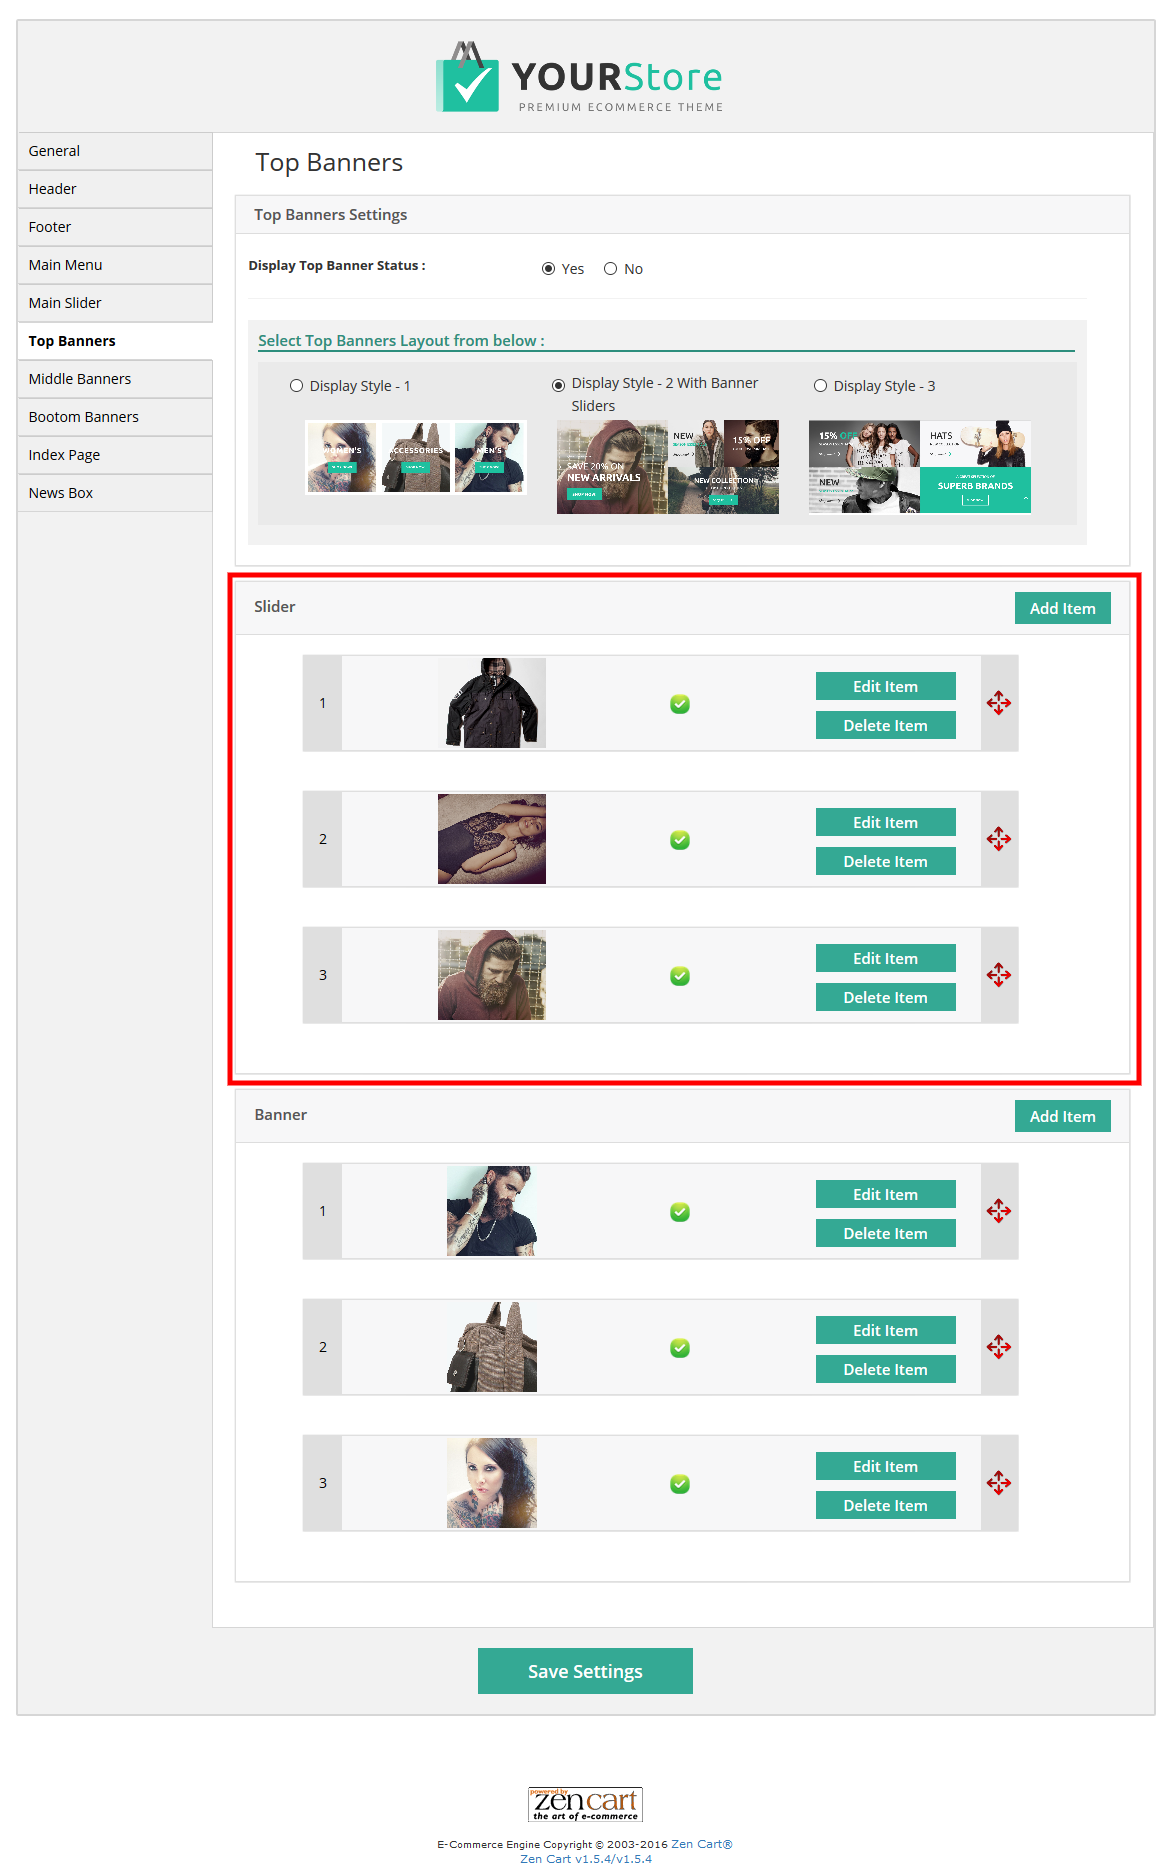 YOURStore
PREMIUM ECOMMERCE THEME
General
Header
Footer
Main Menu
Main Slider
Top Banners
Middle Banners
Bootom Banners
Index Page
News Box
Top Banners
Top Banners Settings
Display Top Banner Status :
Yes
No
Select Top Banners Layout from below :
Display Style - 1
Display Style - 2 With Banner
Sliders
Display Style - 3
WOMEN'S
ACCESSORIES
MEN'S
SAVE 20% ON
NEW ARRIVALS
SHOP NOW
NEW
15% OFF
NEW COLLECTION
15% OFF
HATS
NEW
SUPERB BRANDS
Slider
Add Item
1
Edit Item
Delete Item
2
Edit Item
Delete Item
3
Edit Item
Delete Item
Banner
Add Item
1
Edit Item
Delete Item
2
Edit Item
Delete Item
3
Edit Item
Delete Item
Save Settings
powered by
zen cart
the art of e-commerce
E-Commerce Engine Copyright © 2003-2016 Zen Cart®
Zen Cart v1.5.4/v1.5.4